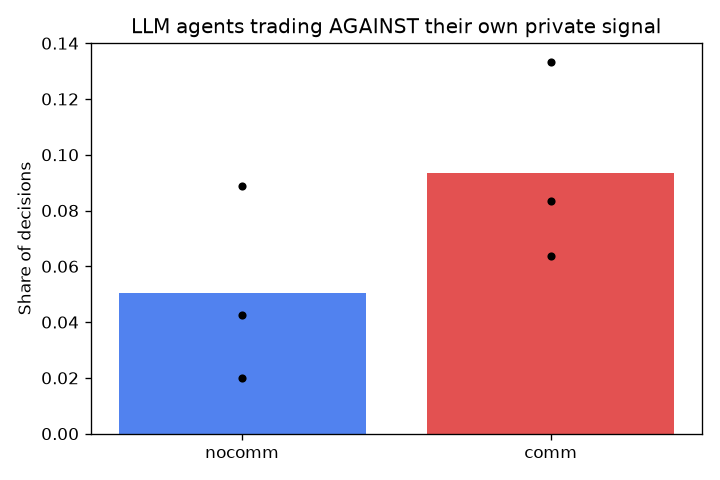 LLM agents trading AGAINST their own private signal
0.14
0.12
0.10
0.08
0.06
0.04
0.02
0.00
Share of decisions
nocomm
comm